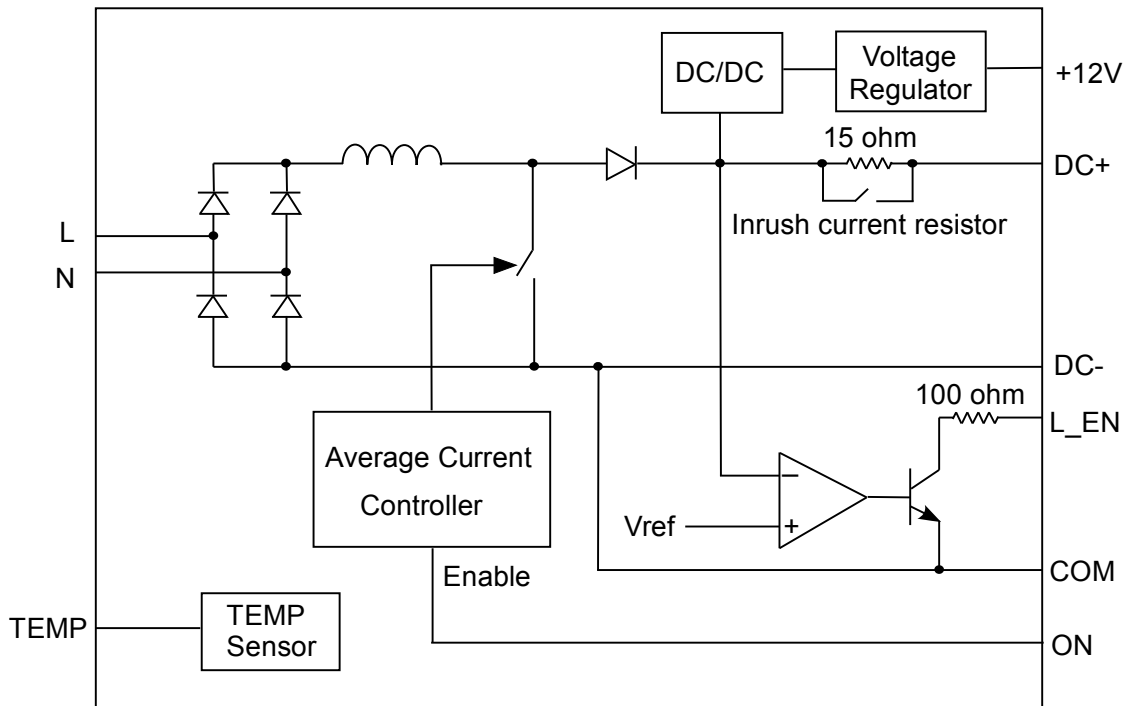 DC/DC
Voltage
Regulator
+12V
15 ohm
DC+
Inrush current resistor
L
N
DC-
100 ohm
L_EN
Average Current
Controller
−
Vref
+
Enable
COM
TEMP
TEMP
Sensor
ON